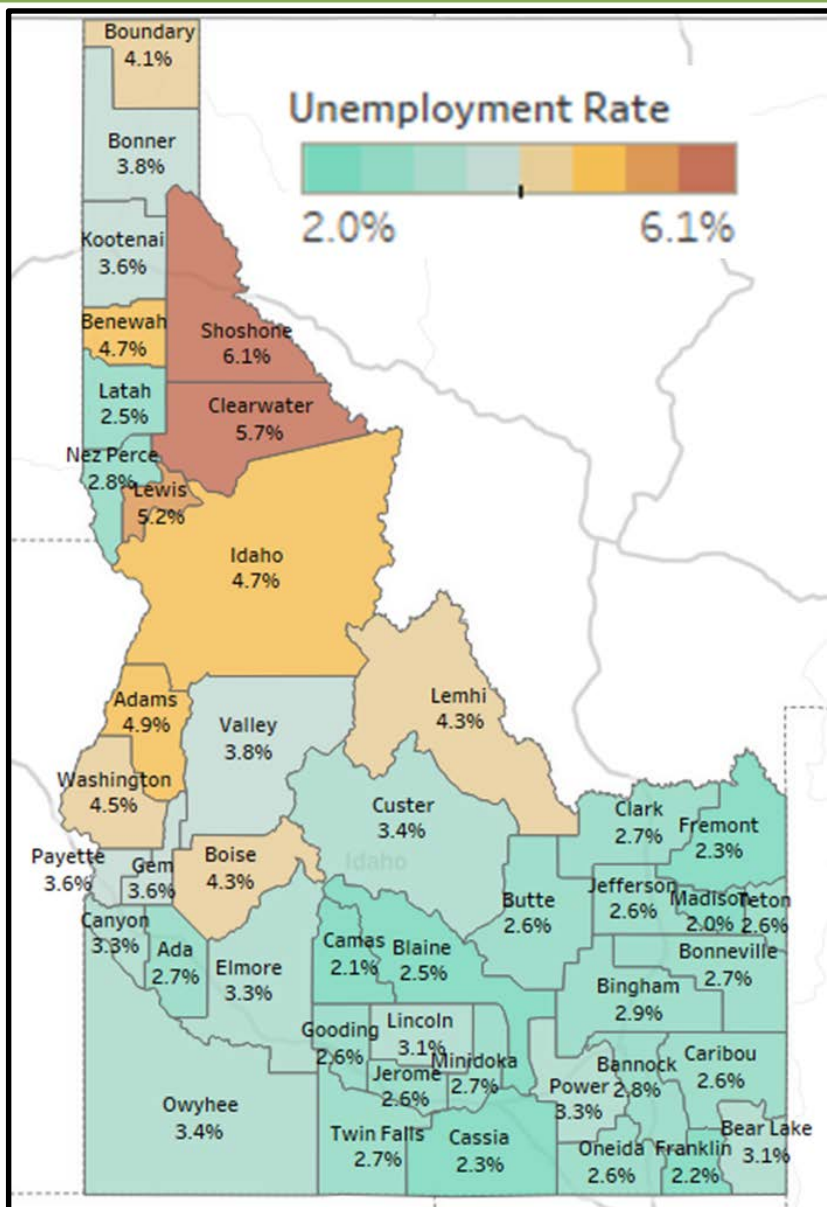 Boundary
4.1%
Unemployment Rate
2.0% 6.1%
Bonner
3.8%
Kootenai
3.6%
Benewah
4.7%
Shoshone
6.1%
Latah
2.5%
Clearwater
5.7%
Nez Perce
2.8%
Lewis
5.2%
Idaho
4.7%
Adams
4.9%
Valley
3.8%
Lemhi
4.3%
Washington
4.5%
Custer
3.4%
Clark
2.7%
Fremont
2.3%
Payette
3.6%
Gem
3.6%
Boise
4.3%
Idaho
Butte
2.6%
Jefferson
2.6%
Madison
2.0%
Teton
2.6%
Canyon
3.3%
Ada
2.7%
Elmore
3.3%
Camas
2.1%
Blaine
2.5%
Bonneville
2.7%
Bingham
2.9%
Gooding
2.6%
Lincoln
3.1%
Minidoka
2.7%
Jerome
2.6%
Power
3.3%
Bannock
2.8%
Caribou
2.6%
Owyhee
3.4%
Twin Falls
2.7%
Cassia
2.3%
Oneida
2.6%
Franklin
2.2%
Bear Lake
3.1%